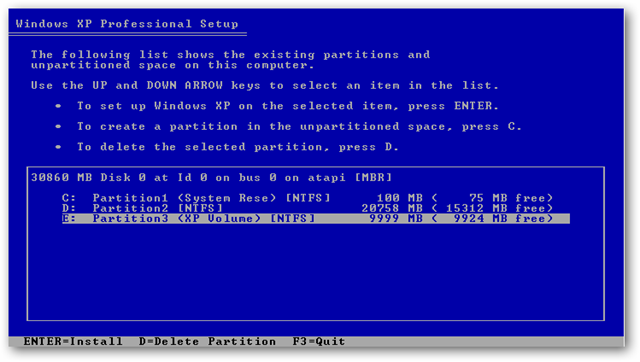 Windows XP Professional Setup
The following list shows the existing partitions and
unpartitioned space on this computer.
Use the UP and DOWN ARROW keys to select an item in the list.
• To set up Windows XP on the selected item, press ENTER.
• To create a partition in the unpartitioned space, press C.
• To delete the selected partition, press D.
30860 MB Disk 0 at Id 0 on bus 0 on atapi [MBR]
C: Partition1 (System Rese) [NTFS] 100 MB ( 75 MB free)
D: Partition2 [NTFS] 20758 MB ( 15312 MB free)
E: Partition3 (XP Volume) [NTFS] 9999 MB ( 9924 MB free)
ENTER=Install D=Delete Partition F3=Quit